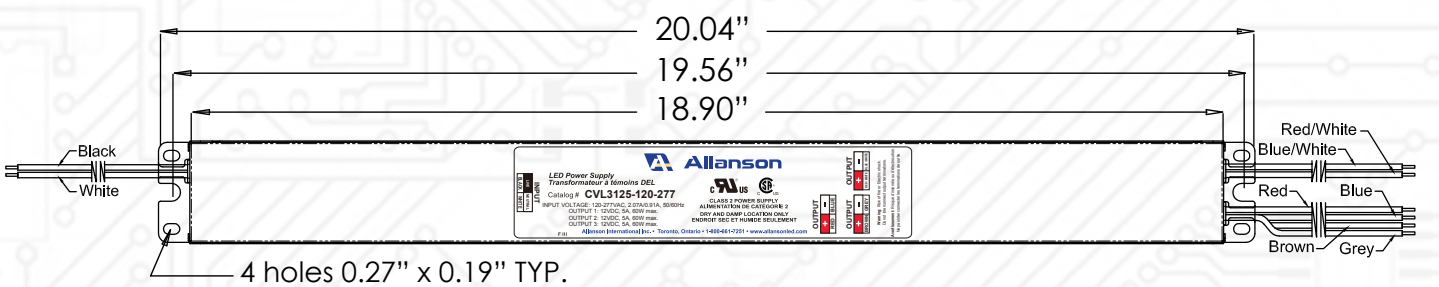 20.04”
19.56”
18.90”
Black
White
Red/White
Blue/White
Red
Blue
Brown
Grey
Allanson
LED Power Supply
Transformateur à témoins DEL
Catalog # CVL3125-120-277
INPUT VOLTAGE: 120-277VAC, 2.07A/0.91A, 50/60Hz
OUTPUT 1: 12VDC, 5A, 60W max.
OUTPUT 2: 12VDC, 5A, 60W max.
OUTPUT 3: 12VDC, 5A, 60W max.
INPUT
C US
CLASS 2 POWER SUPPLY
ALIMENTATION DE CATEGORIE 2
DRY AND DAMP LOCATION ONLY
ENDROIT SEC ET HUMIDE SEULEMENT
OUTPUT
+ -
RED BLUE
OUTPUT
+ -
OUTPUT
+ -
Allanson International Inc. • Toronto, Ontario • 1-800-661-7251 • www.allansonled.com
4 holes 0.27” x 0.19” TYP.